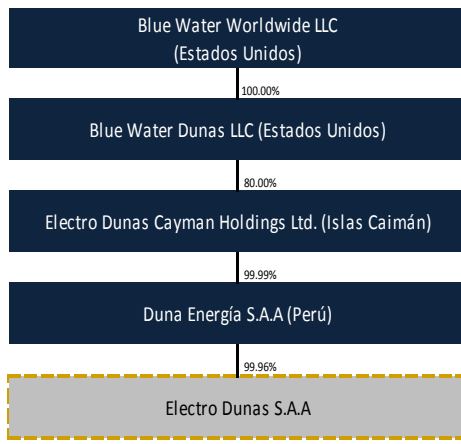 Blue Water Worldwide LLC
(Estados Unidos)
100.00%
Blue Water Dunas LLC (Estados Unidos)
80.00%
Electro Dunas Cayman Holdings Ltd. (Islas Caimán)
99.99%
Duna Energía S.A.A (Perú)
99.96%
Electro Dunas S.A.A